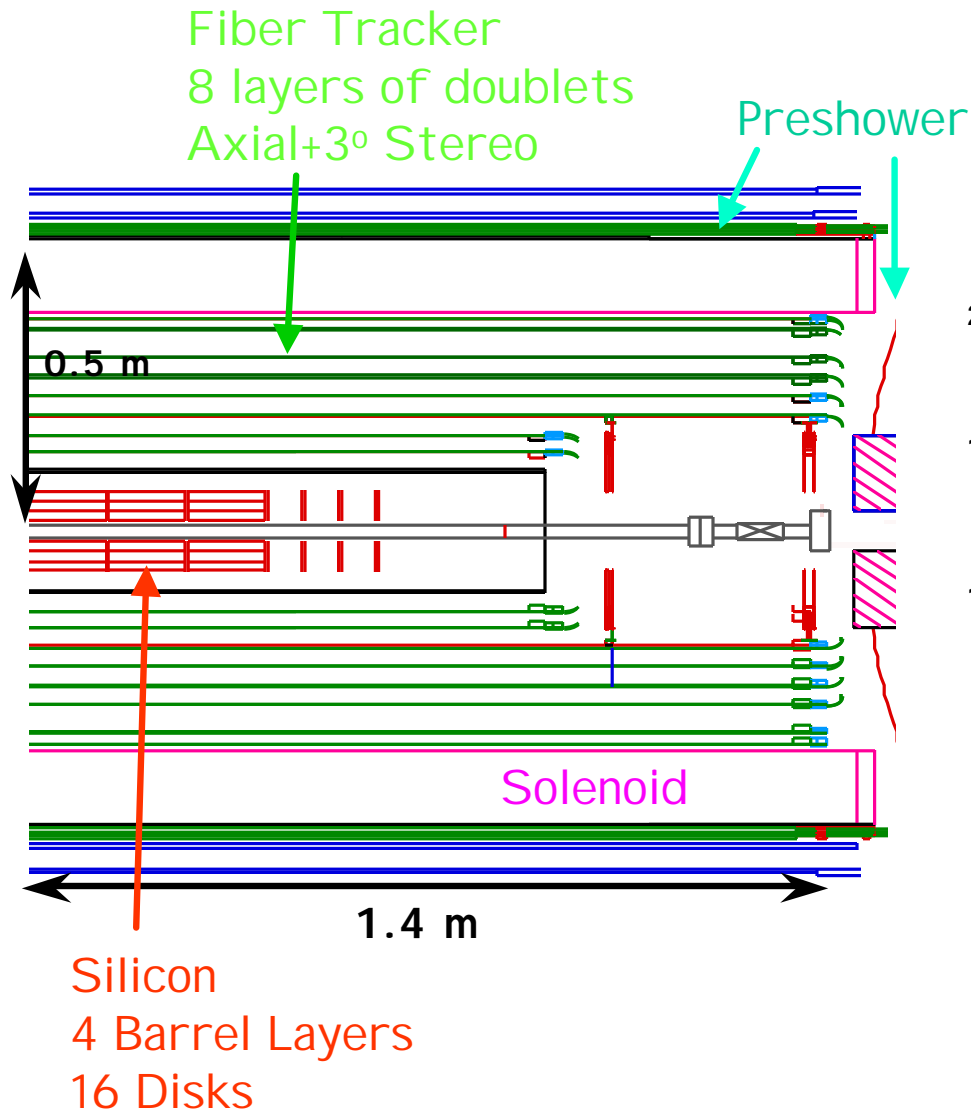 Fiber Tracker
8 layers of doublets
Axial+3º Stereo
Preshower
0.5 m
Solenoid
1.4 m
Silicon
4 Barrel Layers
16 Disks